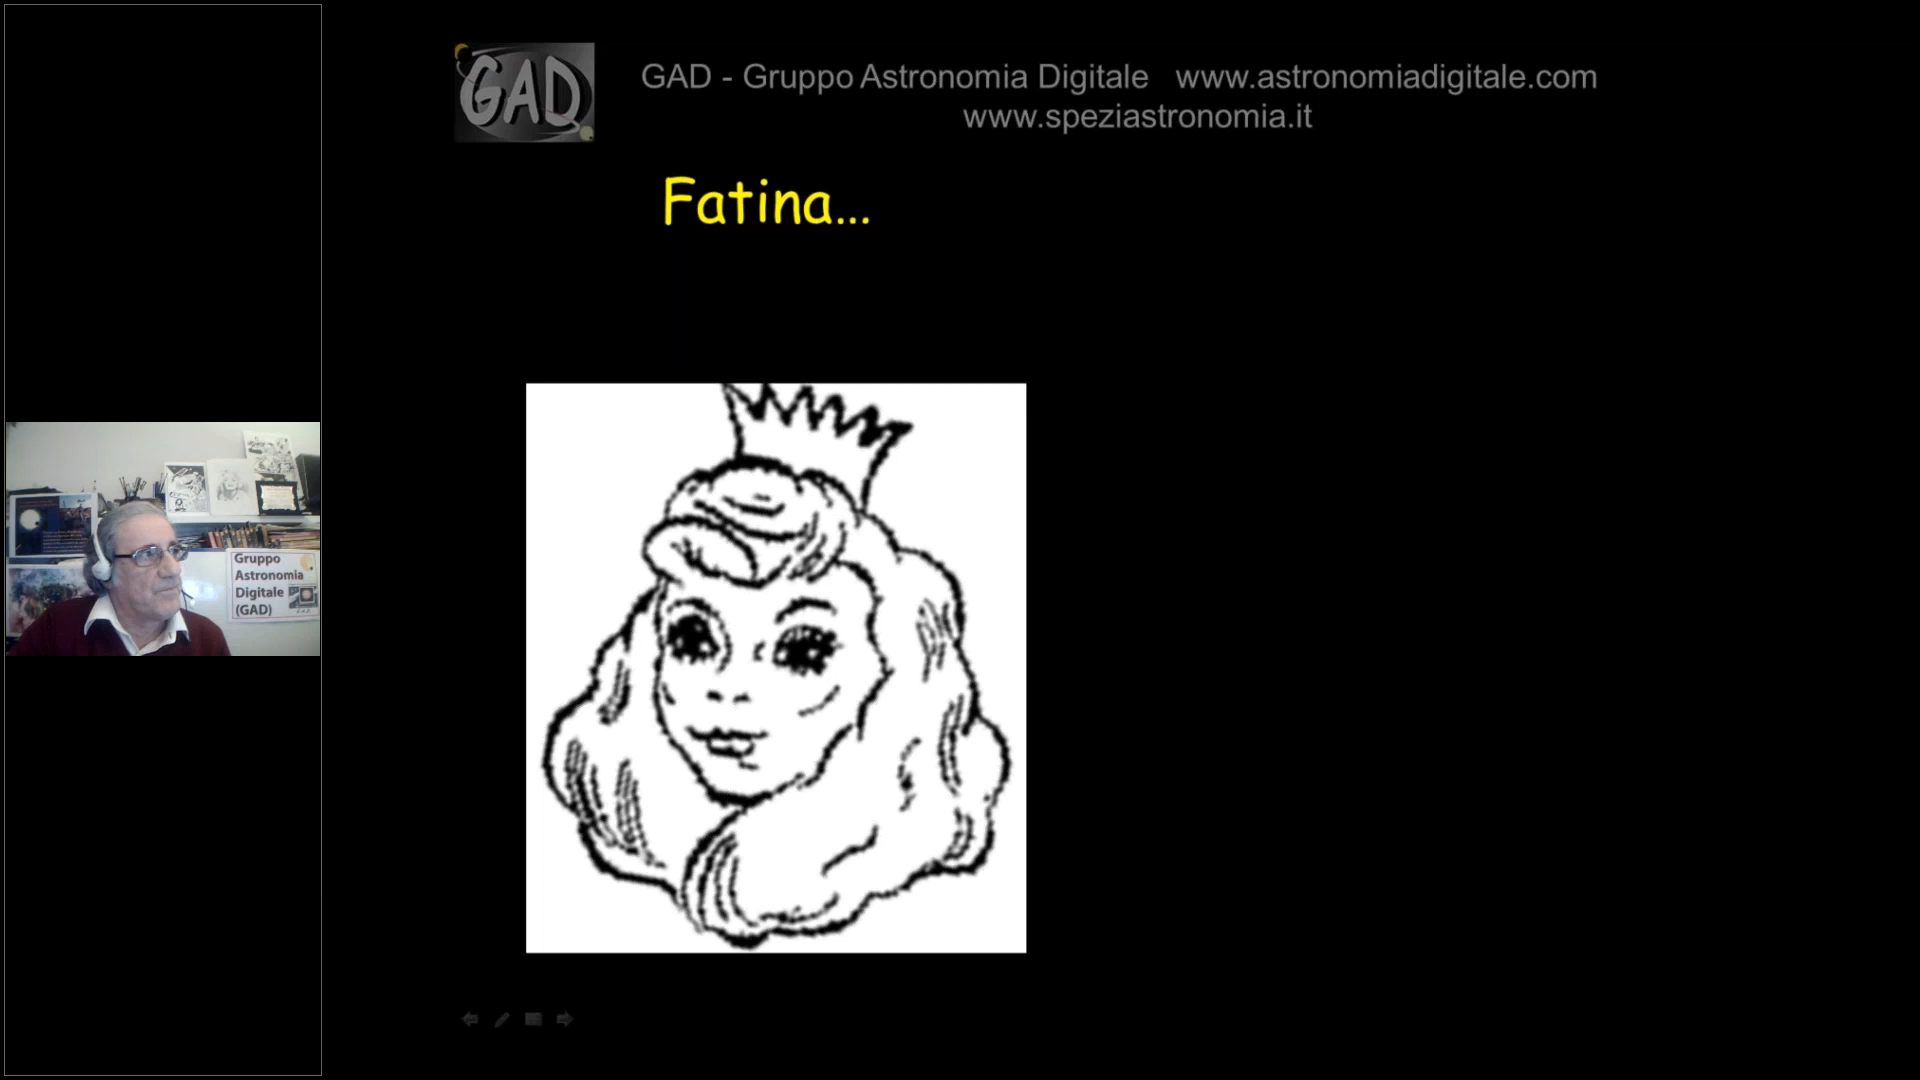 GAD
GAD - Gruppo Astronomia Digitale www.astronomiadigitale.com
www.speziastronomia.it
Fatina...
Gruppo
Astronomia
Digitale
(GAD)